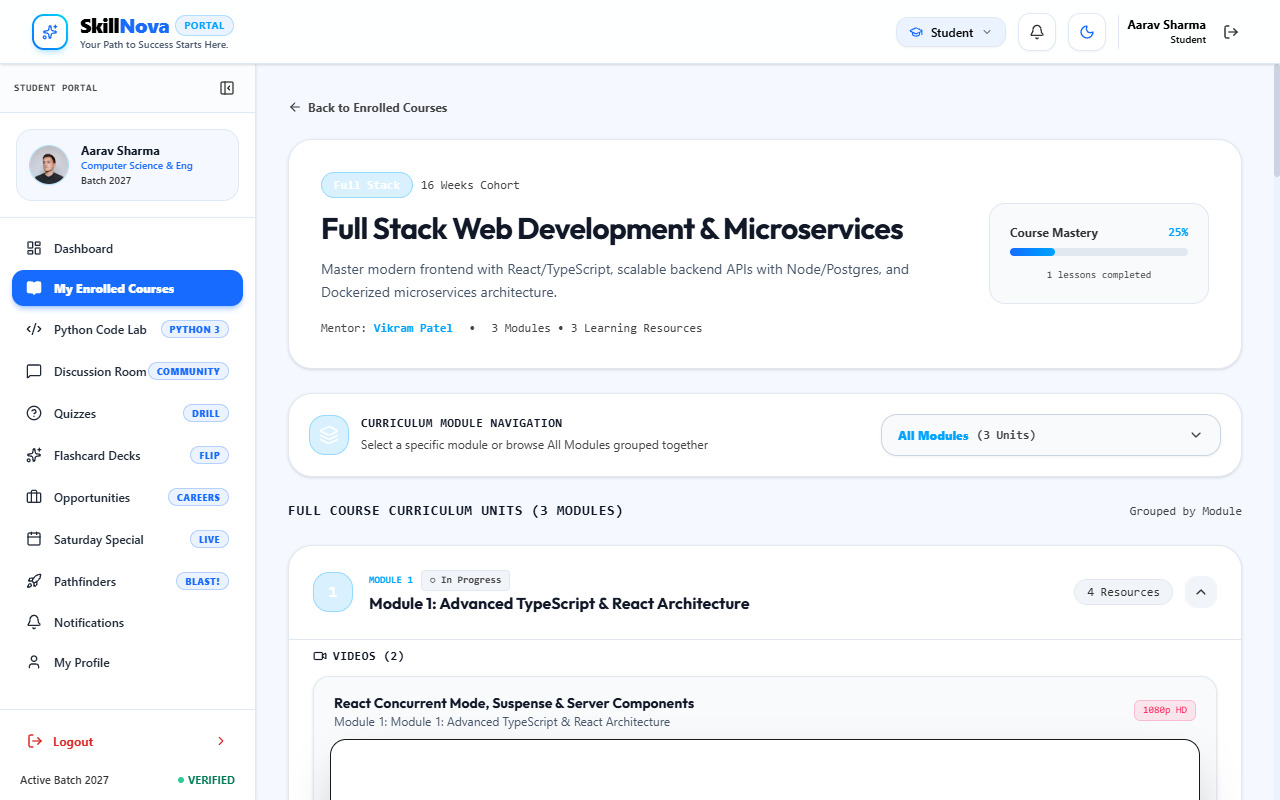 SkillNova PORTAL
Your Path to Success Starts Here.
Student
Aarav Sharma
Student
STUDENT PORTAL
Aarav Sharma
Computer Science & Eng
Batch 2027
Dashboard
My Enrolled Courses
Python Code Lab PYTHON 3
Discussion Room COMMUNITY
Quizzes DRILL
Flashcard Decks FLIP
Opportunities CAREERS
Saturday Special LIVE
Pathfinders BLAST!
Notifications
My Profile
Logout
Active Batch 2027 VERIFIED
Back to Enrolled Courses
Full Stack 16 Weeks Cohort
Full Stack Web Development & Microservices
Master modern frontend with React/TypeScript, scalable backend APIs with Node/Postgres, and
Dockerized microservices architecture.
Mentor: Vikram Patel • 3 Modules • 3 Learning Resources
Course Mastery 25%
1 lessons completed
CURRICULUM MODULE NAVIGATION
Select a specific module or browse All Modules grouped together
All Modules (3 Units)
FULL COURSE CURRICULUM UNITS (3 MODULES)
Grouped by Module
1
MODULE 1 ○ In Progress
Module 1: Advanced TypeScript & React Architecture
4 Resources
VIDEOS (2)
React Concurrent Mode, Suspense & Server Components
Module 1: Module 1: Advanced TypeScript & React Architecture
1080p HD